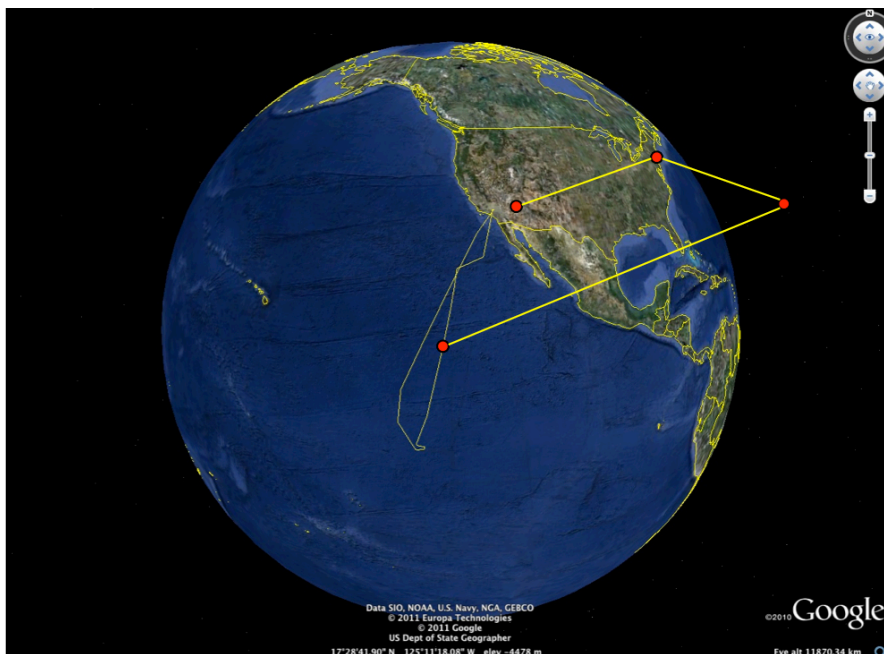 N
Data SIO, NOAA, U.S. Navy, NGA, GEBCO
© 2011 Europa Technologies
© 2011 Google
US Dept of State Geographer
©2010 Google
17°28'41.90" N 125°11'18.08" W elev -4478 m Eye alt 11870.34 km